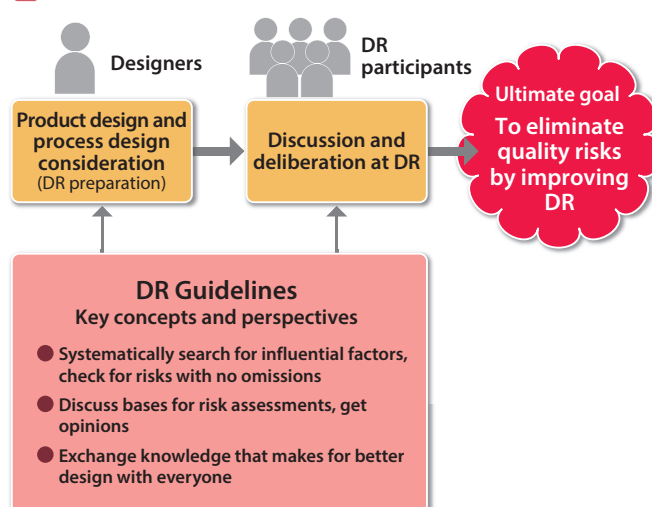 Designers
DR
participants
Product design and
process design
consideration
(DR preparation)
Discussion and
deliberation at DR
Ultimate goal
To eliminate
quality risks
by improving
DR
DR Guidelines
Key concepts and perspectives
● Systematically search for influential factors,
check for risks with no omissions
● Discuss bases for risk assessments, get
opinions
● Exchange knowledge that makes for better
design with everyone